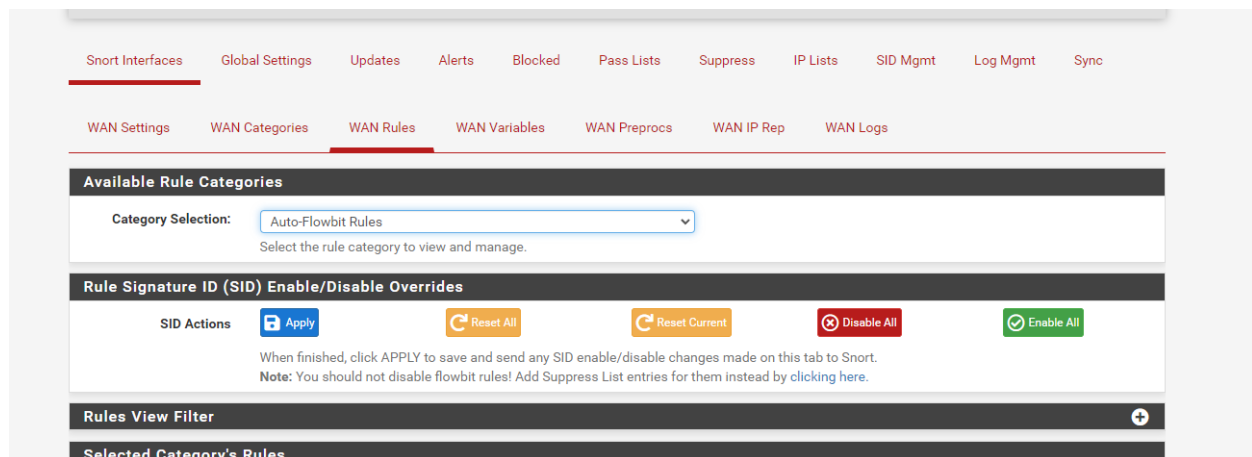 Snort Interfaces Global Settings Updates Alerts Blocked Pass Lists Suppress IP Lists SID Mgmt Log Mgmt Sync
WAN Settings WAN Categories WAN Rules WAN Variables WAN Preprocs WAN IP Rep WAN Logs
Available Rule Categories
Category Selection: Auto-Flowbit Rules
Select the rule category to view and manage.
Rule Signature ID (SID) Enable/Disable Overrides
SID Actions Apply Reset All Reset Current Disable All Enable All
When finished, click APPLY to save and send any SID enable/disable changes made on this tab to Snort.
Note: You should not disable flowbit rules! Add Suppress List entries for them instead by clicking here.
Rules View Filter
Selected Category's Rules